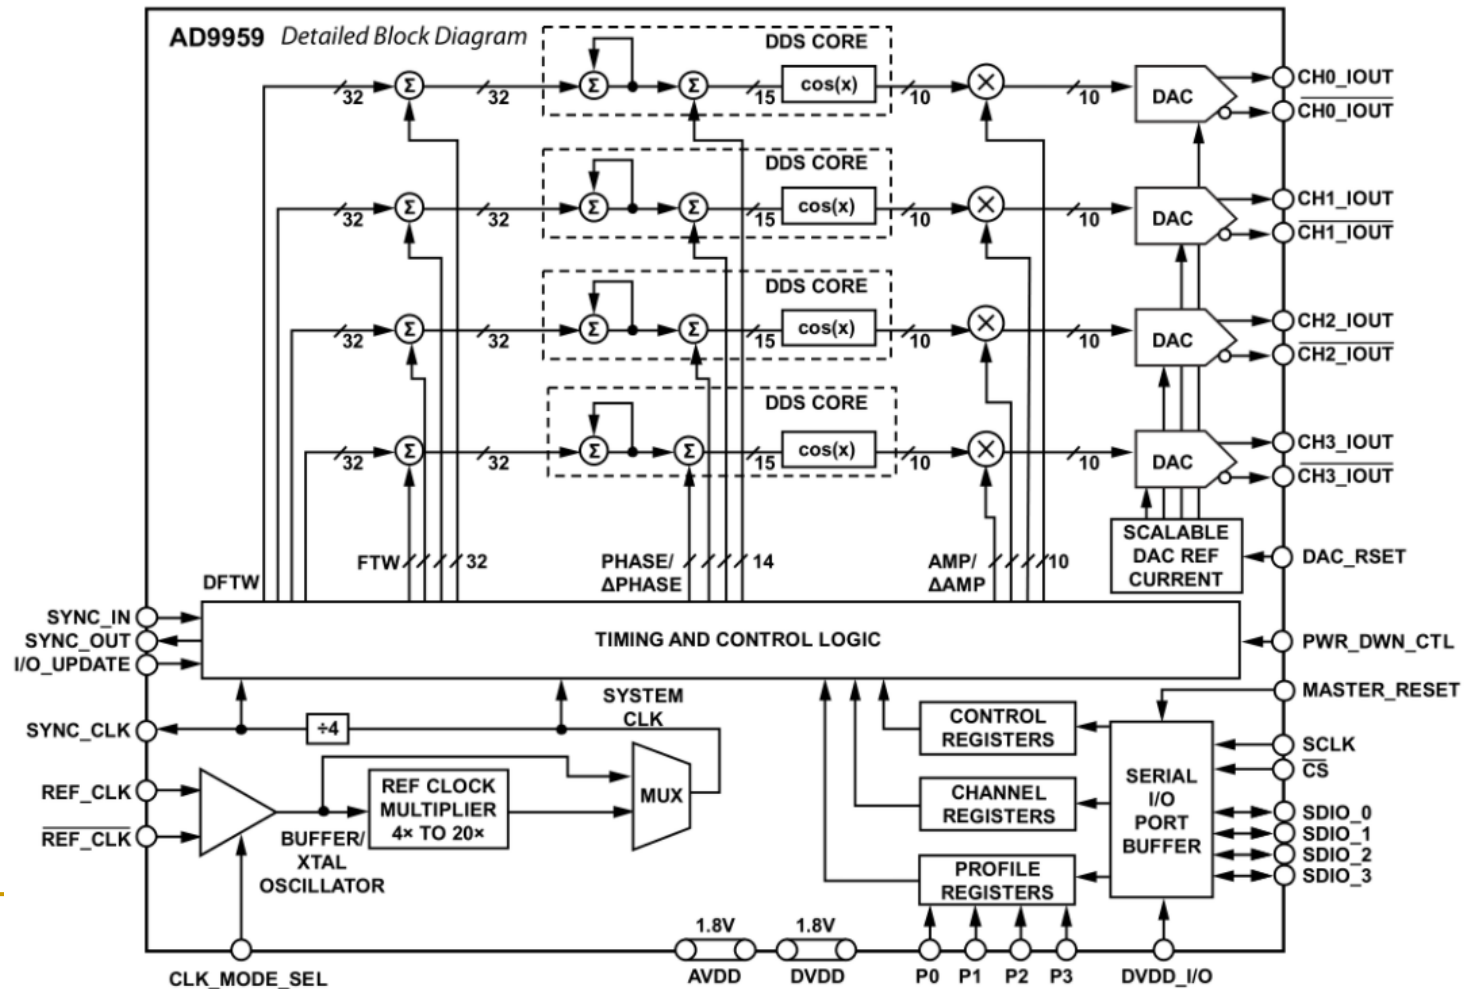 AD9959 Detailed Block Diagram
DDS CORE
32
Σ
32
Σ
Σ
15
cos(x)
10
×
10
DAC
CH0_IOUT
CH0_IOUT
DDS CORE
32
Σ
32
Σ
Σ
15
cos(x)
10
×
10
DAC
CH1_IOUT
CH1_IOUT
DDS CORE
32
Σ
32
Σ
Σ
15
cos(x)
10
×
10
DAC
CH2_IOUT
CH2_IOUT
DDS CORE
32
Σ
32
Σ
Σ
15
cos(x)
10
×
10
DAC
CH3_IOUT
CH3_IOUT
SCALABLE
DAC REF
CURRENT
DAC_RSET
DFTW
FTW
32
PHASE/
ΔPHASE
14
AMP/
ΔAMP
10
SYNC_IN
SYNC_OUT
I/O_UPDATE
TIMING AND CONTROL LOGIC
PWR_DWN_CTL
MASTER_RESET
SYSTEM
CLK
SYNC_CLK
÷4
REF_CLK
REF_CLK
BUFFER/
XTAL
OSCILLATOR
REF CLOCK
MULTIPLIER
4× TO 20×
MUX
CONTROL
REGISTERS
CHANNEL
REGISTERS
PROFILE
REGISTERS
SERIAL
I/O
PORT
BUFFER
SCLK
CS
SDIO_0
SDIO_1
SDIO_2
SDIO_3
CLK_MODE_SEL
1.8V
AVDD
1.8V
DVDD
P0
P1
P2
P3
DVDD_I/O